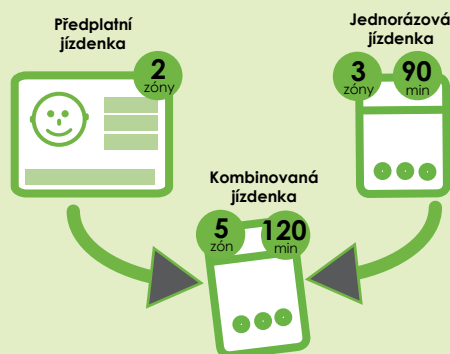 Předplatní
jízdenka
2
zóny
Jednorázová
jízdenka
3
zóny
90
min
Kombinovaná
jízdenka
5
zón
120
min